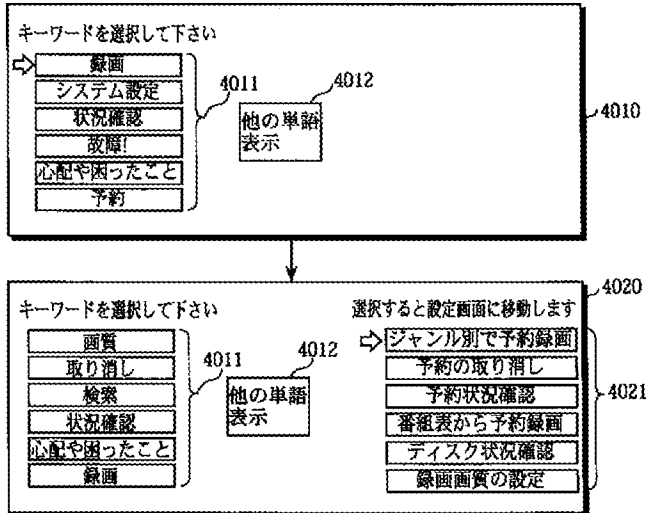 キーワードを選択して下さい
録画
システム設定
状況確認
故障!
心配や困ったこと
予約
4011
4012
他の単語
表示
4010
キーワードを選択して下さい
画質
取り消し
検索
状況確認
心配や困ったこと
録画
4011
4012
他の単語
表示
選択すると設定画面に移動します
4020
ジャンル別で予約録画
予約の取り消し
予約状況確認
番組表から予約録画
ディスク状況確認
録画画質の設定
4021